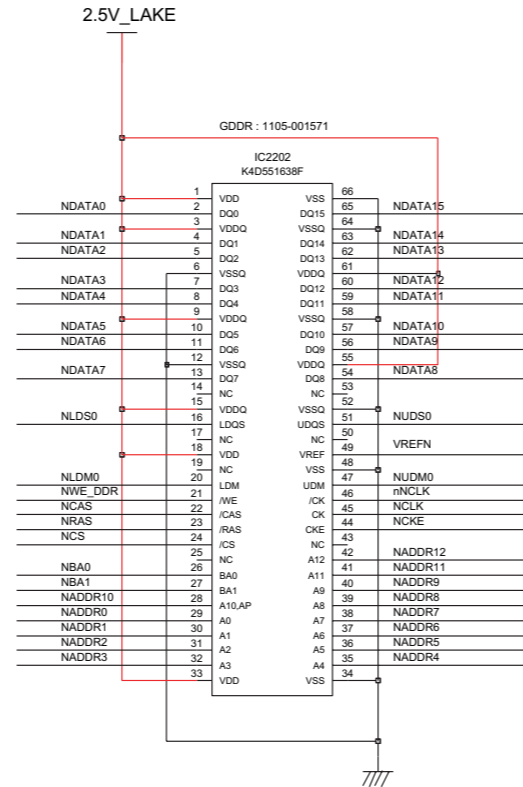 2.5V_LAKE
GDDR : 1105-001571
IC2202
K4D551638F
1 VDD VSS 66
NDATA0 2 DQ0 DQ15 65 NDATA15
3 VDDQ VSSQ 64
NDATA1 4 DQ1 DQ14 63 NDATA14
NDATA2 5 DQ2 DQ13 62 NDATA13
6 VSSQ VDDQ 61
NDATA3 7 DQ3 DQ12 60 NDATA12
NDATA4 8 DQ4 DQ11 59 NDATA11
9 VDDQ VSSQ 58
NDATA5 10 DQ5 DQ10 57 NDATA10
NDATA6 11 DQ6 DQ9 56 NDATA9
12 VSSQ VDDQ 55
NDATA7 13 DQ7 DQ8 54 NDATA8
14 NC NC 53
15 VDDQ VSSQ 52
NLDS0 16 LDQS UDQS 51 NUDS0
17 NC NC 50
18 VDD VREF 49 VREFN
19 NC VSS 48
NLDM0 20 LDM UDM 47 NUDM0
NWE_DDR 21 /WE /CK 46 nNCLK
NCAS 22 /CAS CK 45 NCLK
NRAS 23 /RAS CKE 44 NCKE
NCS 24 /CS NC 43
25 NC A12 42 NADDR12
NBA0 26 BA0 A11 41 NADDR11
NBA1 27 BA1 A9 40 NADDR9
NADDR10 28 A10,AP A8 39 NADDR8
NADDR0 29 A0 A7 38 NADDR7
NADDR1 30 A1 A6 37 NADDR6
NADDR2 31 A2 A5 36 NADDR5
NADDR3 32 A3 A4 35 NADDR4
33 VDD VSS 34